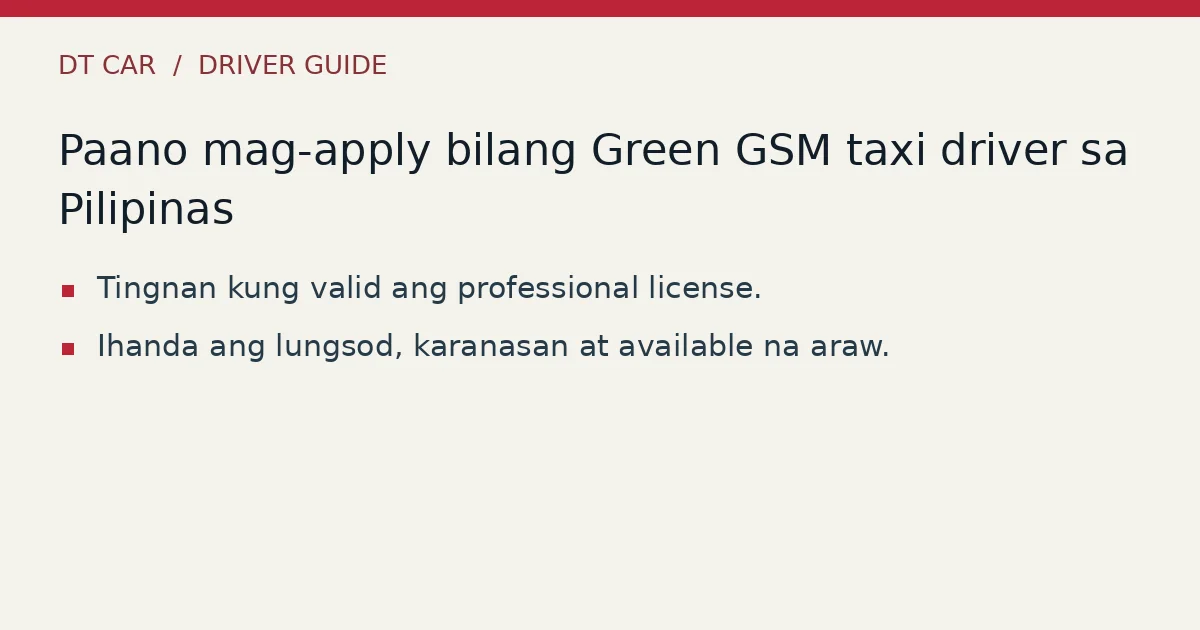 DT CAR / DRIVER GUIDE
Paano mag-apply bilang Green GSM taxi driver sa
Pilipinas
Tingnan kung valid ang professional license.
Ihanda ang lungsod, karanasan at available na araw.